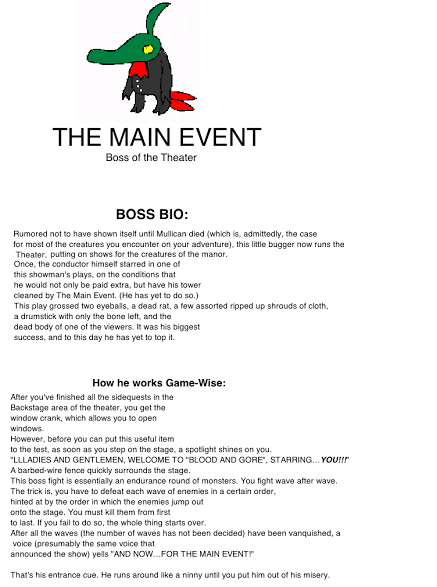 THE MAIN EVENT
Boss of the Theater
BOSS BIO:
Rumored not to have shown itself until Mullican died (which is, admittedly, the case
for most of the creatures you encounter on your adventure), this little bugger now runs the
Theater, putting on shows for the creatures of the manor.
Once, the conductor himself starred in one of
this showman's plays, on the conditions that
he would not only be paid extra, but have his tower
cleaned by The Main Event. (He has yet to do so.)
This play grossed two eyeballs, a dead rat, a few assorted ripped up shrouds of cloth,
a drumstick with only the bone left, and the
dead body of one of the viewers. It was his biggest
success, and to this day he has yet to top it.
How he works Game-Wise:
After you've finished all the sidequests in the
Backstage area of the theater, you get the
window crank, which allows you to open
windows.
However, before you can put this useful item
to the test, as soon as you step on the stage, a spotlight shines on you.
"LLLADIES AND GENTLEMEN, WELCOME TO "BLOOD AND GORE", STARRING...YOU!!!"
A barbed-wire fence quickly surrounds the stage.
This boss fight is essentially an endurance round of monsters. You fight wave after wave.
The trick is, you have to defeat each wave of enemies in a certain order,
hinted at by the order in which the enemies jump out
onto the stage. You must kill them from first
to last. If you fail to do so, the whole thing starts over.
After all the waves (the number of waves has not been decided) have been vanquished, a
voice (presumably the same voice that
announced the show) yells "AND NOW...FOR THE MAIN EVENT!"
That's his entrance cue. He runs around like a ninny until you put him out of his misery.